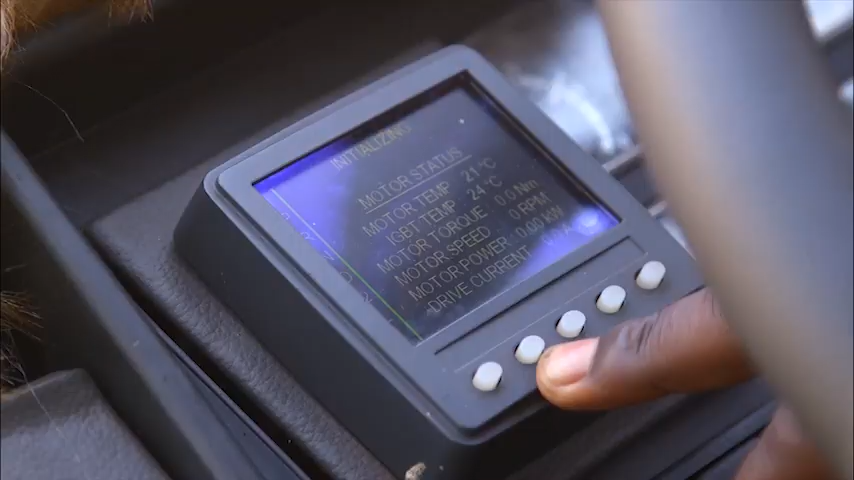 INITIALIZING
MOTOR STATUS
MOTOR TEMP 21 °C
IGBT TEMP 24 °C
MOTOR TORQUE 0.0 Nm
MOTOR SPEED 0 RPM
MOTOR POWER 0.00 kW
DRIVE CURRENT
P
R
N
D
2